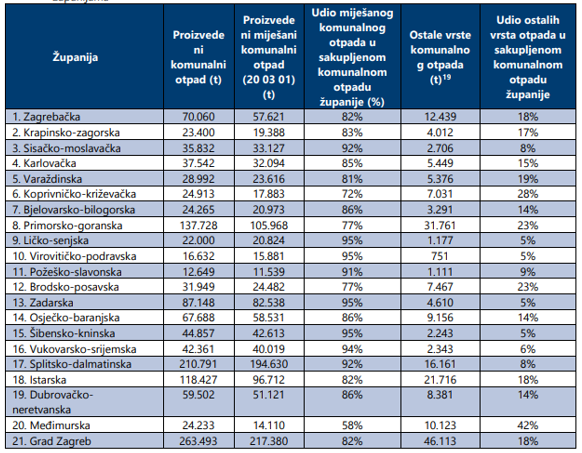 Županija Proizvedeni komunalni otpad (t) Proizvedeni miješani komunalni otpad (20 03 01) (t) Udio miješanog komunalnog otpada u sakupljenom komunalnom otpadu županije (%) Ostale vrste komunalnog otpada (t)19 Udio ostalih vrsta otpada u sakupljenom komunalnom otpadu županije
1. Zagrebačka 70.060 57.621 82% 12.439 18%
2. Krapinsko-zagorska 23.400 19.388 83% 4.012 17%
3. Sisačko-moslavačka 35.832 33.127 92% 2.706 8%
4. Karlovačka 37.542 32.094 85% 5.449 15%
5. Varaždinska 28.992 23.616 81% 5.376 19%
6. Koprivničko-križevačka 24.913 17.883 72% 7.031 28%
7. Bjelovarsko-bilogorska 24.265 20.973 86% 3.291 14%
8. Primorsko-goranska 137.728 105.968 77% 31.761 23%
9. Ličko-senjska 22.000 20.824 95% 1.177 5%
10. Virovitičko-podravska 16.632 15.881 95% 751 5%
11. Požeško-slavonska 12.649 11.539 91% 1.111 9%
12. Brodsko-posavska 31.949 24.482 77% 7.467 23%
13. Zadarska 87.148 82.538 95% 4.610 5%
14. Osječko-baranjska 67.688 58.531 86% 9.156 14%
15. Šibensko-kninska 44.857 42.613 95% 2.243 5%
16. Vukovarsko-srijemska 42.361 40.019 94% 2.343 6%
17. Splitsko-dalmatinska 210.791 194.630 92% 16.161 8%
18. Istarska 118.427 96.712 82% 21.716 18%
19. Dubrovačko-neretvanska 59.502 51.121 86% 8.381 14%
20. Međimurska 24.233 14.110 58% 10.123 42%
21. Grad Zagreb 263.493 217.380 82% 46.113 18%